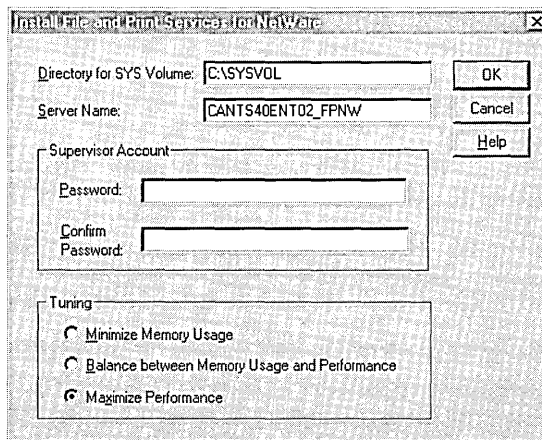 Install File and Print Services for NetWare
Directory for SYS Volume: C:\SYSVOL
OK
Server Name: CANTS40ENT02_FPNW
Cancel
Help
Supervisor Account
Password:
Confirm
Password:
Tuning
Minimize Memory Usage
Balance between Memory Usage and Performance
Maximize Performance